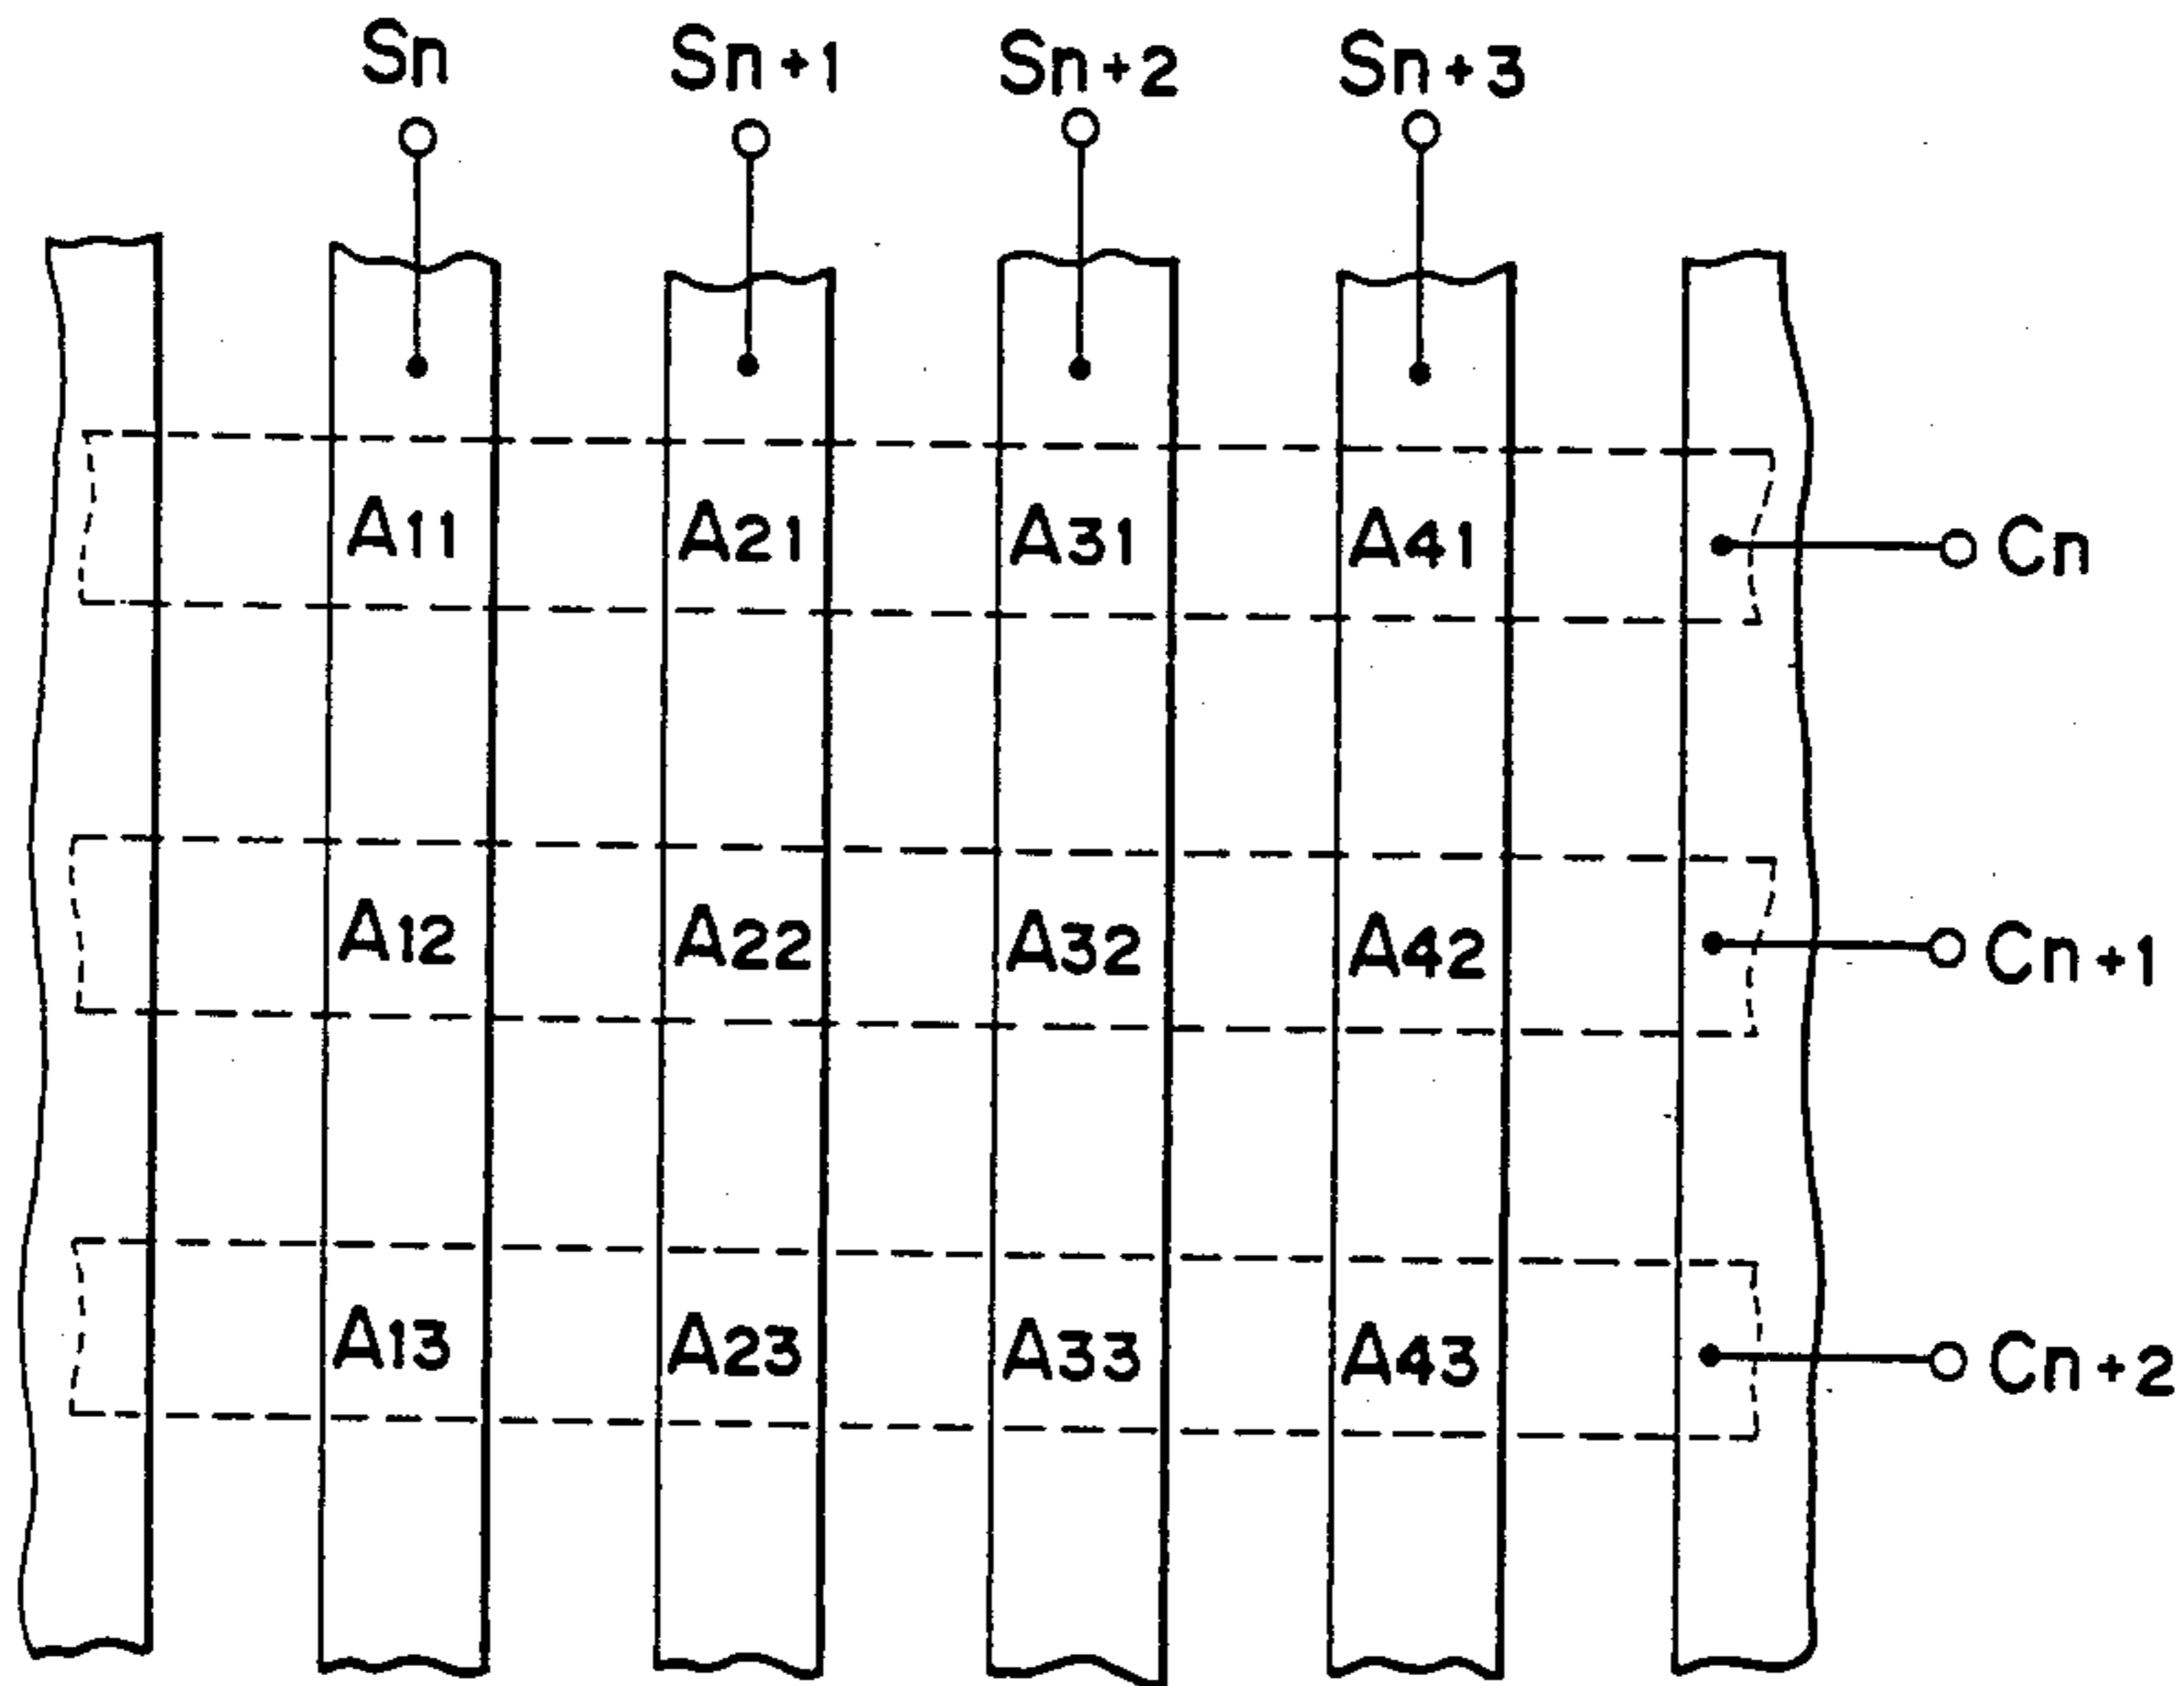 Sn Sn+1 Sn+2 Sn+3
A11 A21 A31 A41 Cn
A12 A22 A32 A42 Cn+1
A13 A23 A33 A43 Cn+2